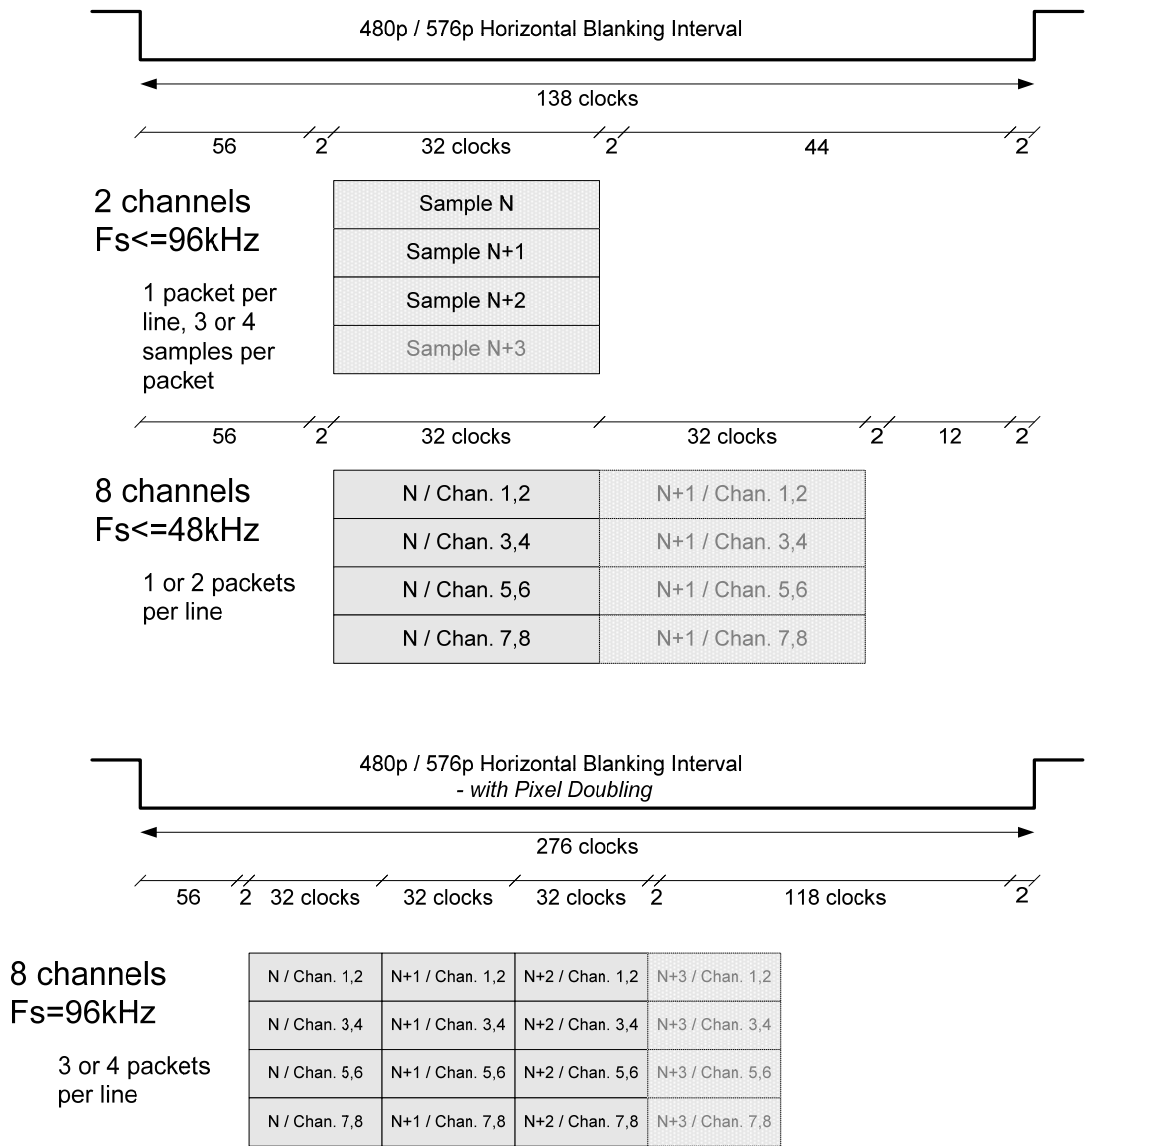 480p / 576p Horizontal Blanking Interval
138 clocks
56 2 32 clocks 2 44 2
2 channels
Fs<=96kHz
1 packet per
line, 3 or 4
samples per
packet
Sample N
Sample N+1
Sample N+2
Sample N+3
56 2 32 clocks 32 clocks 2 12 2
8 channels
Fs<=48kHz
1 or 2 packets
per line
N / Chan. 1,2 N+1 / Chan. 1,2
N / Chan. 3,4 N+1 / Chan. 3,4
N / Chan. 5,6 N+1 / Chan. 5,6
N / Chan. 7,8 N+1 / Chan. 7,8
480p / 576p Horizontal Blanking Interval
- with Pixel Doubling
276 clocks
56 2 32 clocks 32 clocks 32 clocks 2 118 clocks 2
8 channels
Fs=96kHz
3 or 4 packets
per line
N / Chan. 1,2 N+1 / Chan. 1,2 N+2 / Chan. 1,2 N+3 / Chan. 1,2
N / Chan. 3,4 N+1 / Chan. 3,4 N+2 / Chan. 3,4 N+3 / Chan. 3,4
N / Chan. 5,6 N+1 / Chan. 5,6 N+2 / Chan. 5,6 N+3 / Chan. 5,6
N / Chan. 7,8 N+1 / Chan. 7,8 N+2 / Chan. 7,8 N+3 / Chan. 7,8